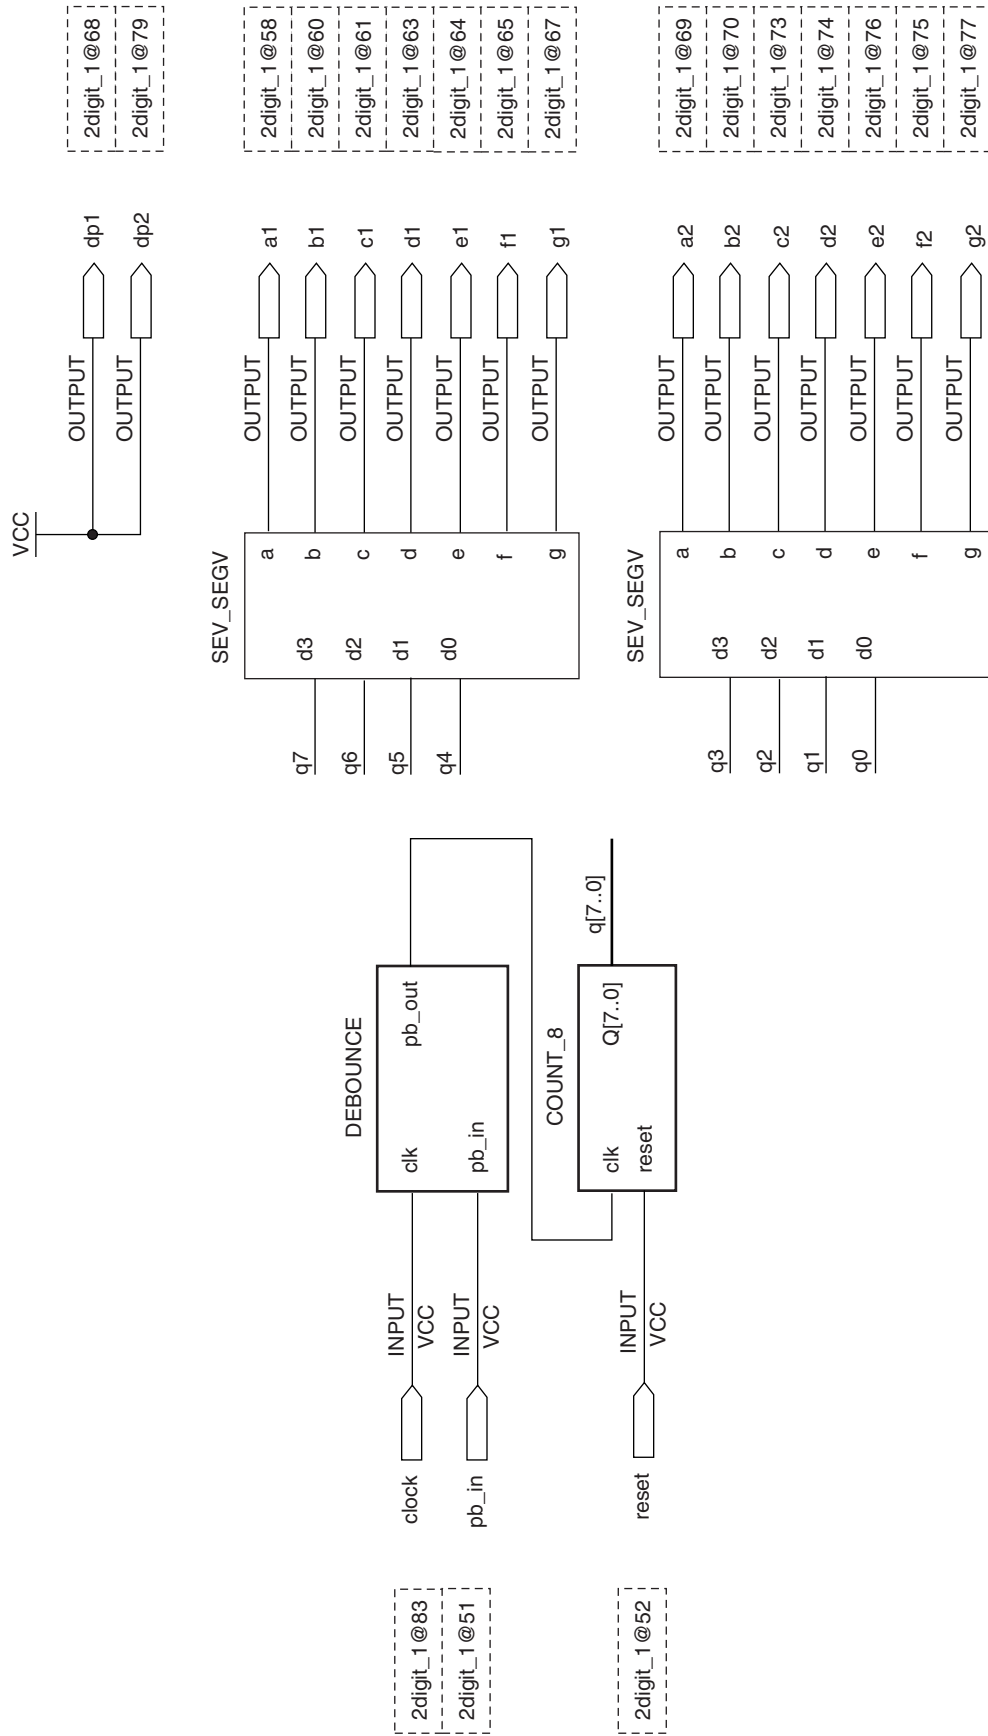 VCC
OUTPUT
dp1
2digit_1@68
OUTPUT
dp2
2digit_1@79
SEV_SEGV
q7
q6
q5
q4
d3
d2
d1
d0
a
b
c
d
e
f
g
OUTPUT
a1
2digit_1@58
OUTPUT
b1
2digit_1@60
OUTPUT
c1
2digit_1@61
OUTPUT
d1
2digit_1@63
OUTPUT
e1
2digit_1@64
OUTPUT
f1
2digit_1@65
OUTPUT
g1
2digit_1@67
2digit_1@83
clock
INPUT
VCC
2digit_1@51
pb_in
INPUT
VCC
DEBOUNCE
clk
pb_in
pb_out
2digit_1@52
reset
INPUT
VCC
COUNT_8
clk
reset
Q[7..0]
q[7..0]
SEV_SEGV
q3
q2
q1
q0
d3
d2
d1
d0
a
b
c
d
e
f
g
OUTPUT
a2
2digit_1@69
OUTPUT
b2
2digit_1@70
OUTPUT
c2
2digit_1@73
OUTPUT
d2
2digit_1@74
OUTPUT
e2
2digit_1@76
OUTPUT
f2
2digit_1@75
OUTPUT
g2
2digit_1@77